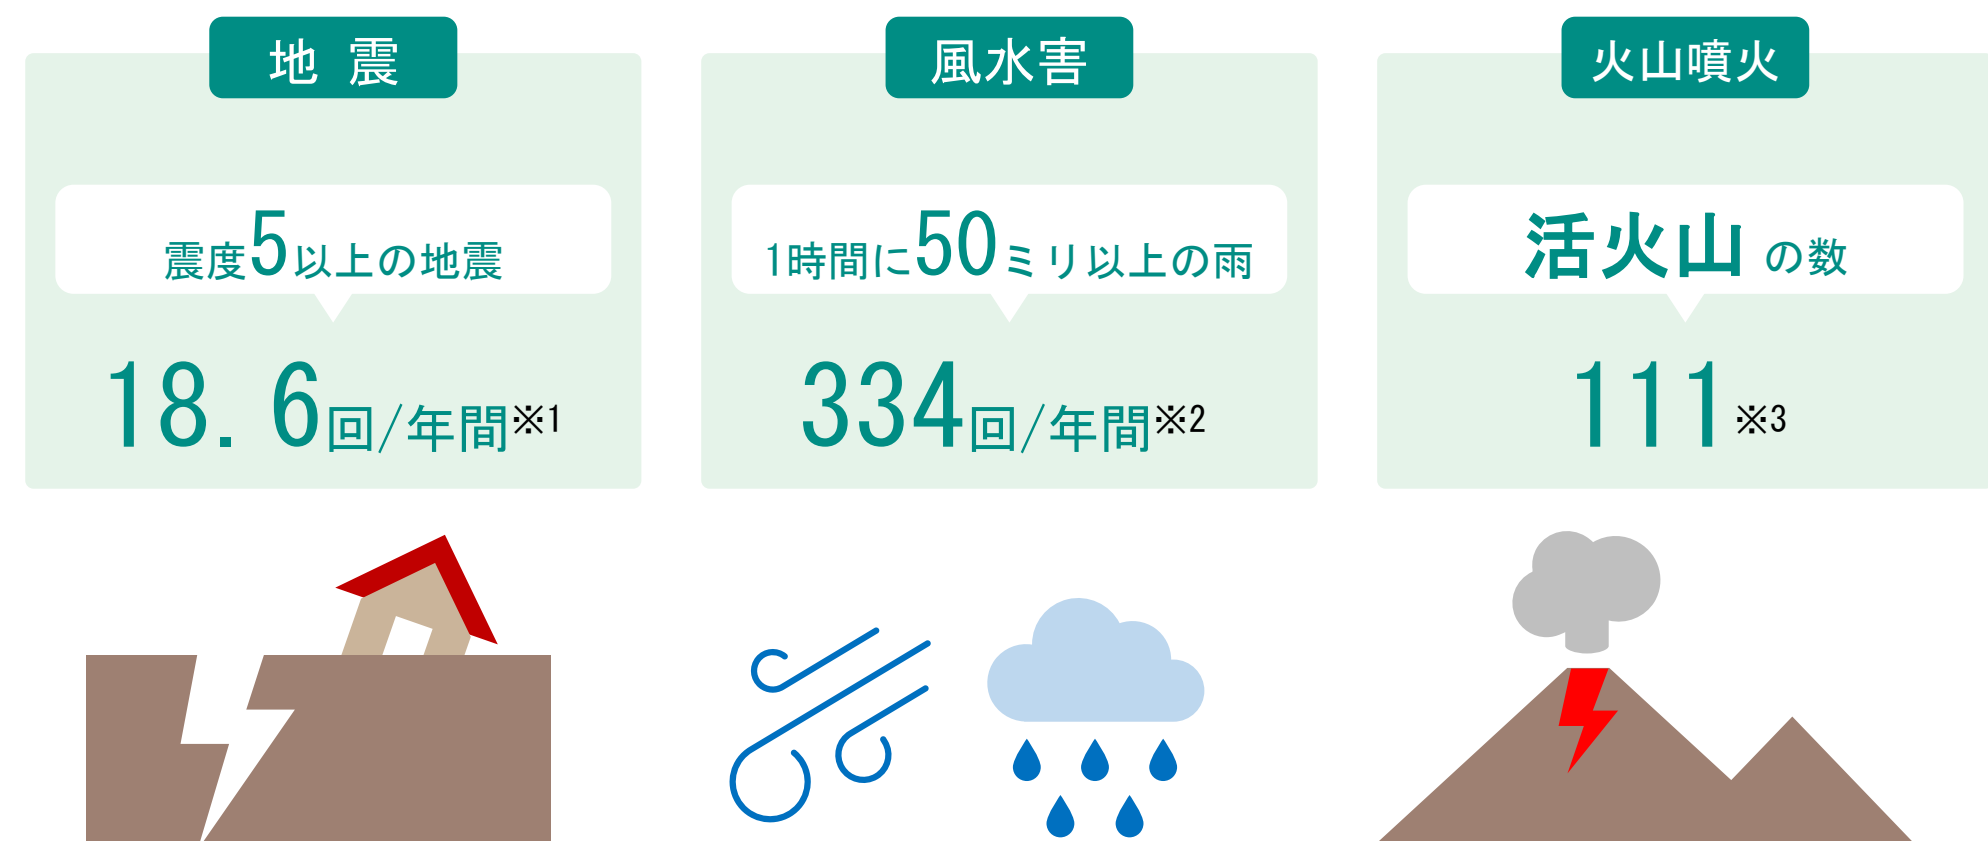 地 震
震度5以上の地震
18.6回/年間※1
風水害
1時間に50ミリ以上の雨
334回/年間※2
火山噴火
活火山の数
111※3